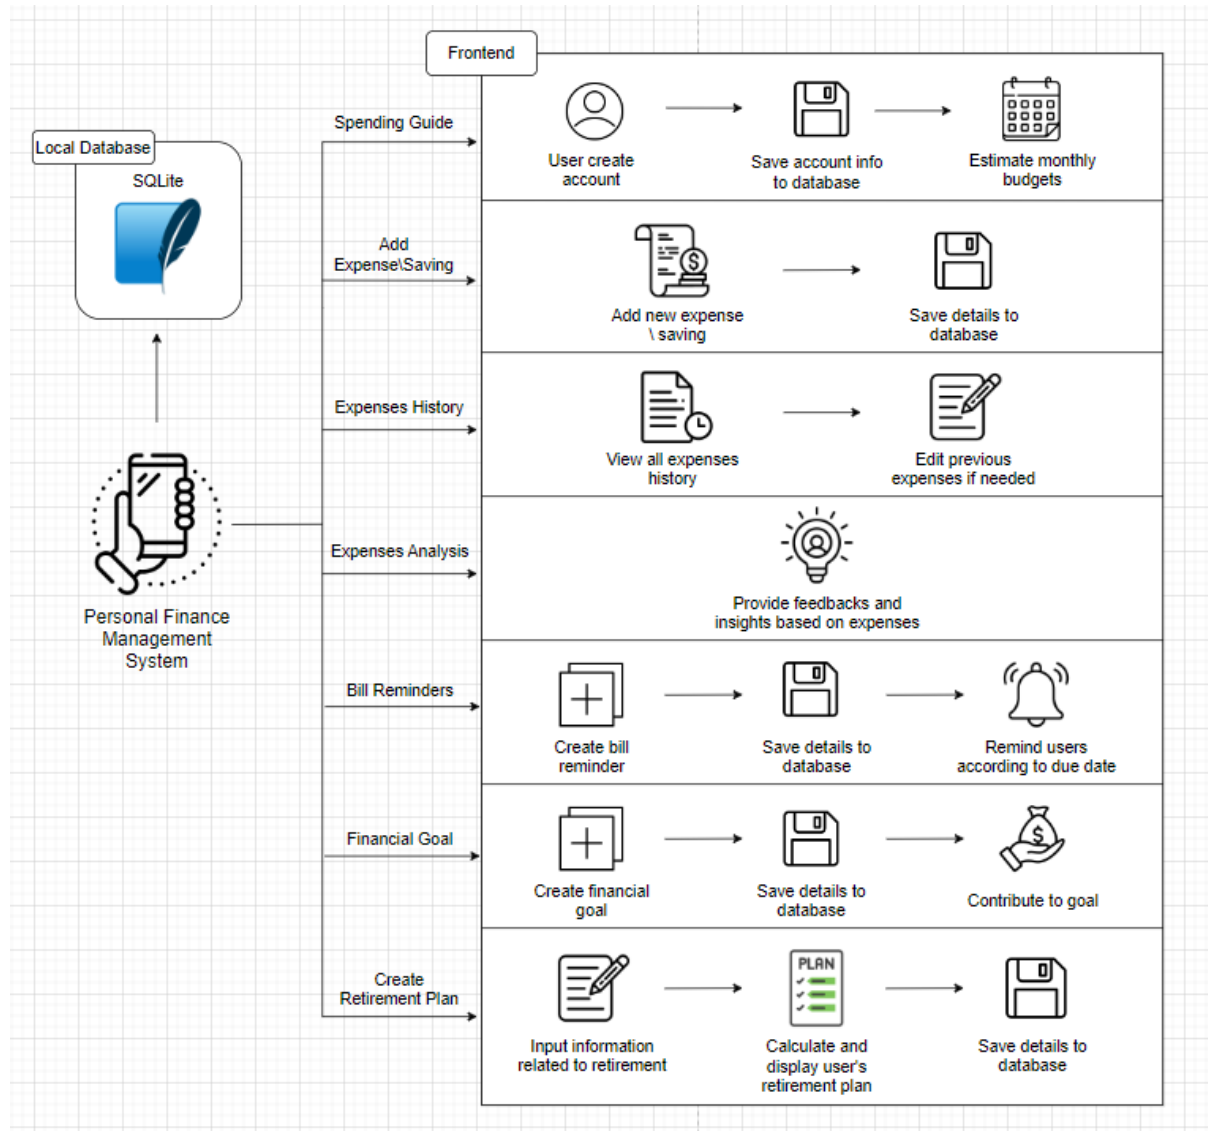 Frontend
Local Database
SQLite
Personal Finance
Management
System
Spending Guide
User create
account
Save account info
to database
Estimate monthly
budgets
Add
Expense\Saving
Add new expense
\ saving
Save details to
database
Expenses History
View all expenses
history
Edit previous
expenses if needed
Expenses Analysis
Provide feedbacks and
insights based on expenses
Bill Reminders
Create bill
reminder
Save details to
database
Remind users
according to due date
Financial Goal
Create financial
goal
Save details to
database
Contribute to goal
Create
Retirement Plan
Input information
related to retirement
PLAN
Calculate and
display user's
retirement plan
Save details to
database